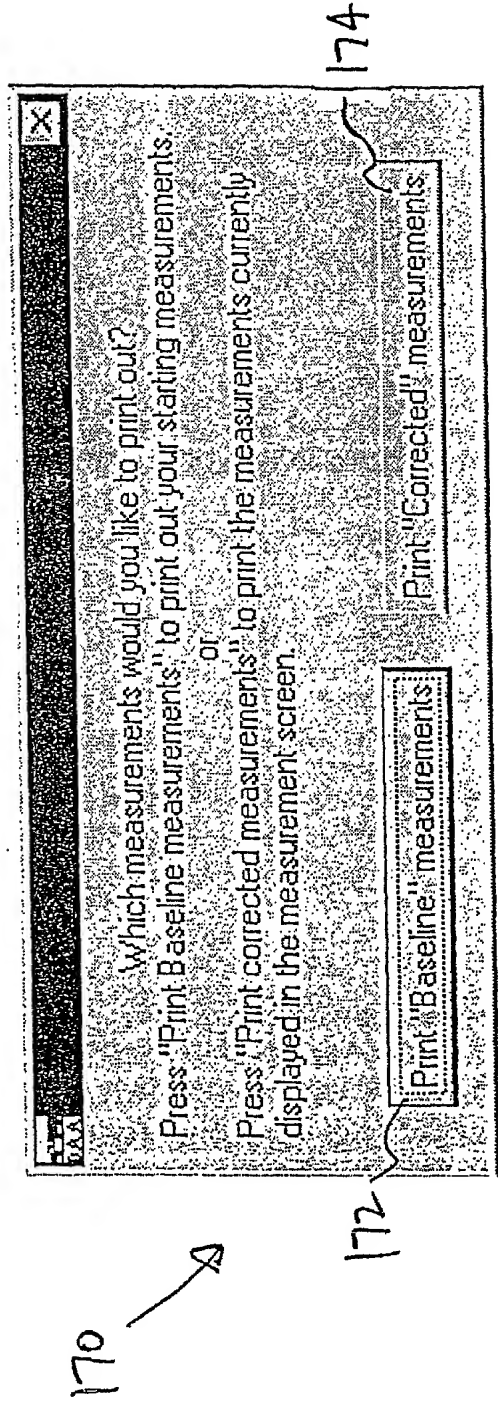 Which measurements would you like to print out?
Press "Print Baseline measurements" to print out your starting measurements.
or
Press "Print corrected measurements" to print the measurements currently
displayed in the measurement screen.
Print "Baseline" measurements
Print "Corrected" measurements
170
172
174